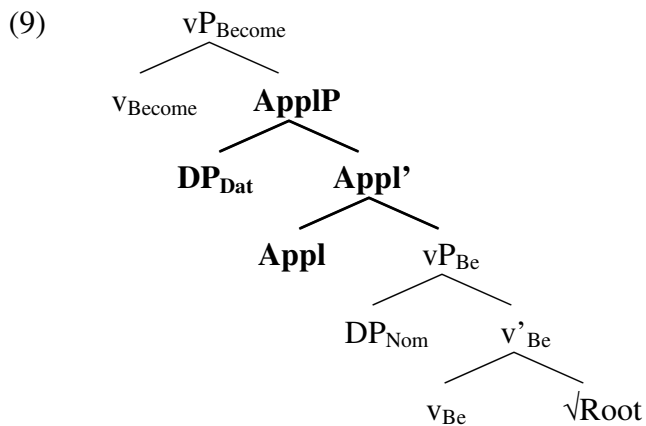 (9) vP_Become
v_Become ApplP
DP_Dat Appl’
Appl vP_Be
DP_Nom v’_Be
v_Be √Root